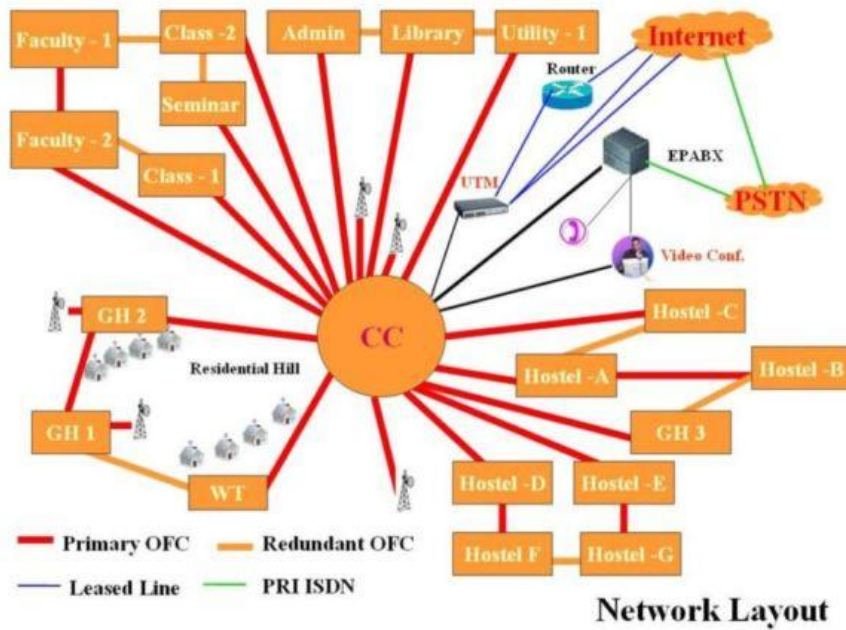 Faculty - 1
Class -2
Admin
Library
Utility - 1
Internet
Router
Seminar
EPABX
Faculty - 2
Class - 1
UTM
PSTN
Video Conf.
GH 2
CC
Hostel -C
Residential Hill
Hostel -A
Hostel -B
GH 1
GH 3
WT
Hostel -D
Hostel -E
Primary OFC
Redundant OFC
Hostel F
Hostel -G
Leased Line
PRI ISDN
Network Layout